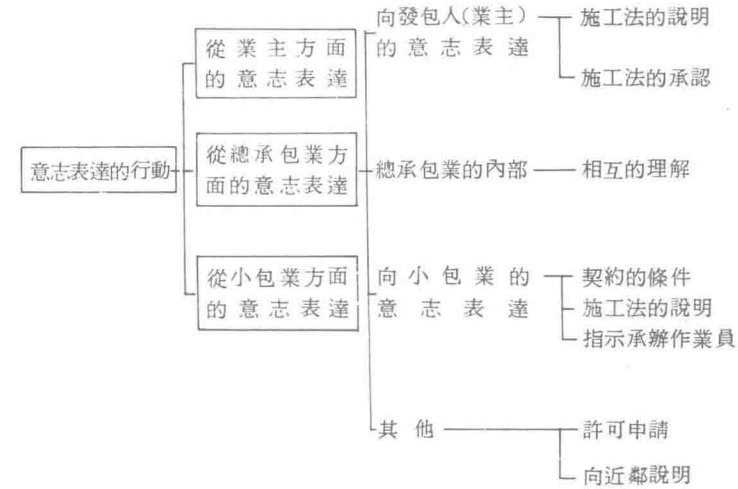 意志表達的行動
從業主方面
的意志表達
從總承包業方
面的意志表達
從小包業方面
的意志表達
向發包人(業主)
的意志表達
施工法的說明
施工法的承認
總承包業的內部
相互的理解
向小包業的
意志表達
契約的條件
施工法的說明
指示承辦作業員
其他
許可申請
向近鄰說明